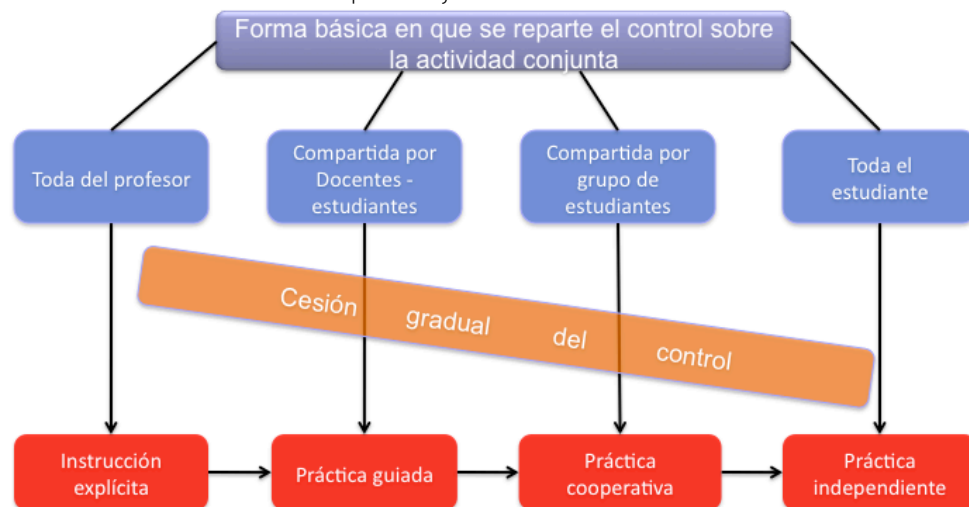 Forma básica en que se reparte el control sobre
la actividad conjunta
Toda del profesor
Compartida por
Docentes -
estudiantes
Compartida por
grupo de
estudiantes
Toda el
estudiante
Cesión gradual del control
Instrucción
explícita
Práctica guiada
Práctica
cooperativa
Práctica
independiente